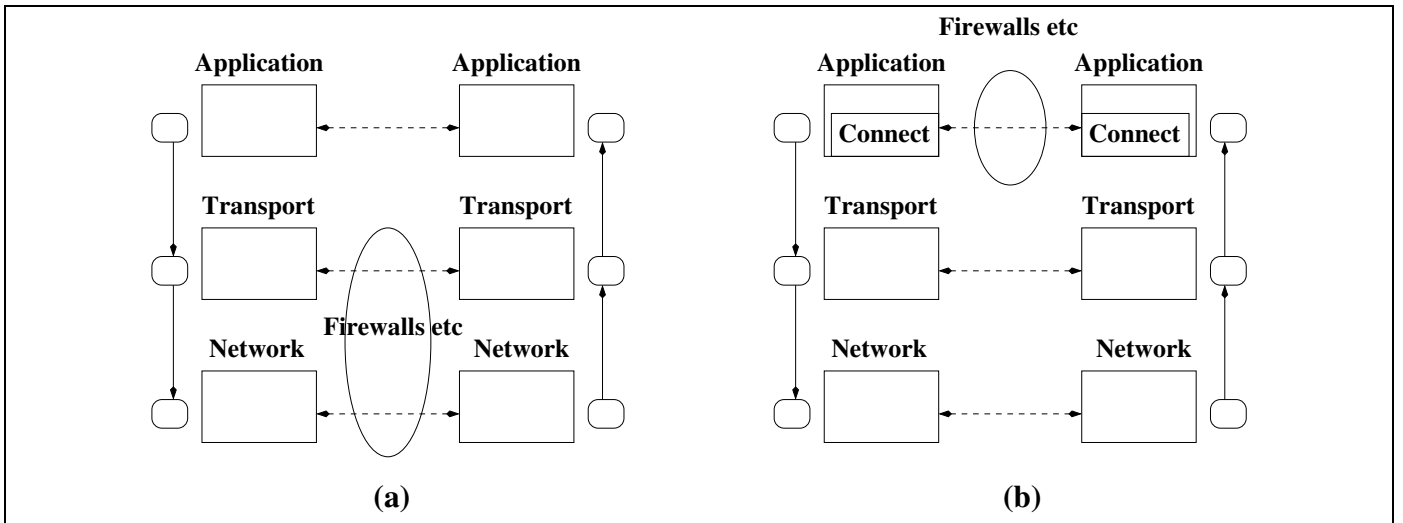 Firewalls etc
Application Application Application Application
Connect Connect
Transport Transport Transport Transport
Firewalls etc
Network Network Network Network
(a) (b)